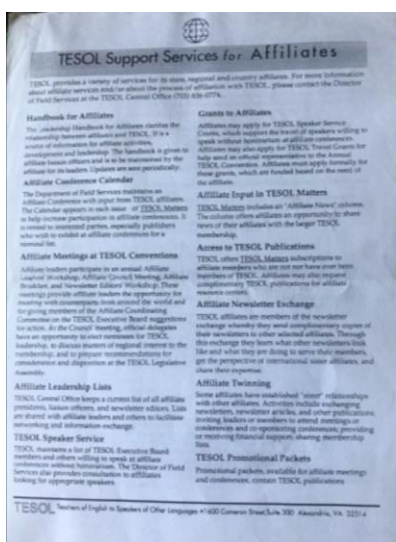 TESOL Support Services for Affiliates
TESOL provides a variety of services for its state, regional and country affiliates. For more information
about affiliate services and/or about the process of affiliation with TESOL, please contact the Director
of Field Services at the TESOL Central Office (703) 836-0774.
Handbook for Affiliates
The Leadership Handbook for Affiliates clarifies the
relationship between affiliates and TESOL. It is a
source of information for affiliate activities,
development and leadership. The handbook is given to
affiliate liaison officers and is to be maintained by the
affiliate for its leaders. Updates are sent periodically.
Affiliate Conference Calendar
The Department of Field Services maintains an
Affiliate Conference with input from TESOL affiliates.
The Calendar appears in each issue of TESOL Matters
to help increase participation in affiliate conferences. It
is mailed to interested parties, especially publishers
who wish to exhibit at affiliate conferences for a
nominal fee.
Affiliate Meetings at TESOL Conventions
Affiliate leaders participate in an annual Affiliate
Leaders' Workshop, Affiliate Council Meeting, Affiliate
Booklet, and Newsletter Editors' Workshop. These
meetings provide affiliate leaders the opportunity for
meeting with counterparts from around the world and
for giving members of the Affiliate Coordinating
Committee on the TESOL Executive Board suggestions
for action. At the Council meeting, official delegates
have an opportunity to elect nominees for TESOL
leadership, to discuss matters of regional interest to the
membership, and to prepare recommendations for
consideration and disposition at the TESOL Legislative
Assembly.
Affiliate Leadership Lists
TESOL Central Office keeps a current list of all affiliate
presidents, liaison officers, and newsletter editors. Lists
are shared with affiliate leaders and others to facilitate
networking and information exchange.
TESOL Speaker Service
TESOL maintains a list of TESOL Executive Board
members and others willing to speak at affiliate
conferences without honorarium. The Director of Field
Services also provides consultation to affiliates
looking for appropriate speakers.
Grants to Affiliates
Affiliates may apply for TESOL Speaker Service
Grants, which support the travel of speakers willing to
speak without honorarium at affiliate conferences.
Affiliates may also apply for TESOL Travel Grants for
help send an official representative to the Annual
TESOL Convention. Affiliates must apply formally for
these grants, which are funded based on the need of
the affiliate.
Affiliate Input in TESOL Matters
TESOL Matters includes an "Affiliate News" column.
The column offers affiliates an opportunity to share
news of their affiliates with the larger TESOL
membership.
Access to TESOL Publications
TESOL offers TESOL Matters subscriptions to
affiliate members who are not nor have ever been
members of TESOL. Affiliates may also request
complimentary TESOL publications for affiliate
resource centers.
Affiliate Newsletter Exchange
TESOL affiliates are members of the newsletter
exchange whereby they send complimentary copies of
their newsletters to other selected affiliates. Through
this exchange they learn what other newsletters look
like and what they are doing to serve their members,
get the perspective of international sister affiliates, and
share their expertise.
Affiliate Twinning
Some affiliates have established "sister" relationships
with other affiliates. Activities include exchanging
newsletters, newsletter articles, and other publications;
inviting leaders or members to attend meetings or
conferences and co-sponsoring conferences; providing
or receiving financial support; sharing membership
lists.
TESOL Promotional Packets
Promotional packets, available for affiliate meetings
and conferences, contain TESOL publications
TESOL Teachers of English to Speakers of Other Languages • 1600 Cameron Street, Suite 300 Alexandria, VA 22314